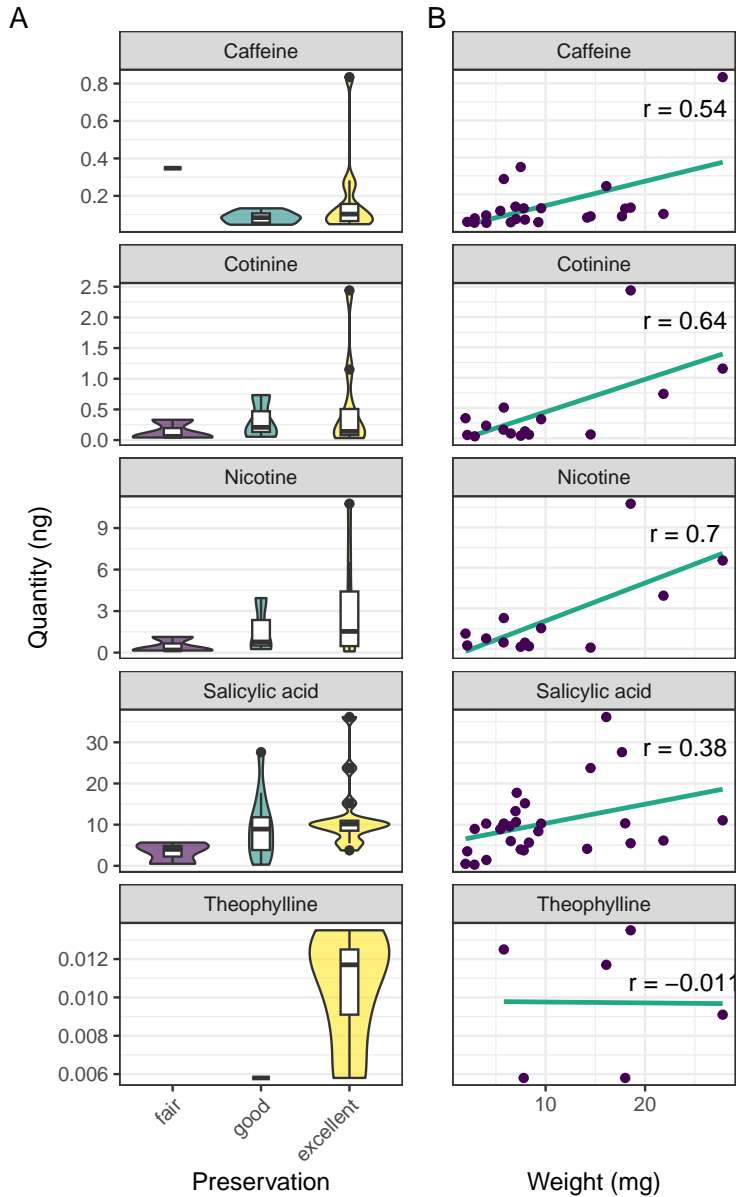 A
B
Caffeine
Caffeine
0.8
0.6
0.4
0.2
r = 0.54
Cotinine
Cotinine
2.5
2.0
1.5
1.0
0.5
0.0
r = 0.64
Nicotine
Nicotine
9
6
3
0
r = 0.7
Quantity (ng)
Salicylic acid
Salicylic acid
30
20
10
0
r = 0.38
Theophylline
Theophylline
0.012
0.010
0.008
0.006
r = −0.011
fair
good
excellent
10
20
Preservation
Weight (mg)